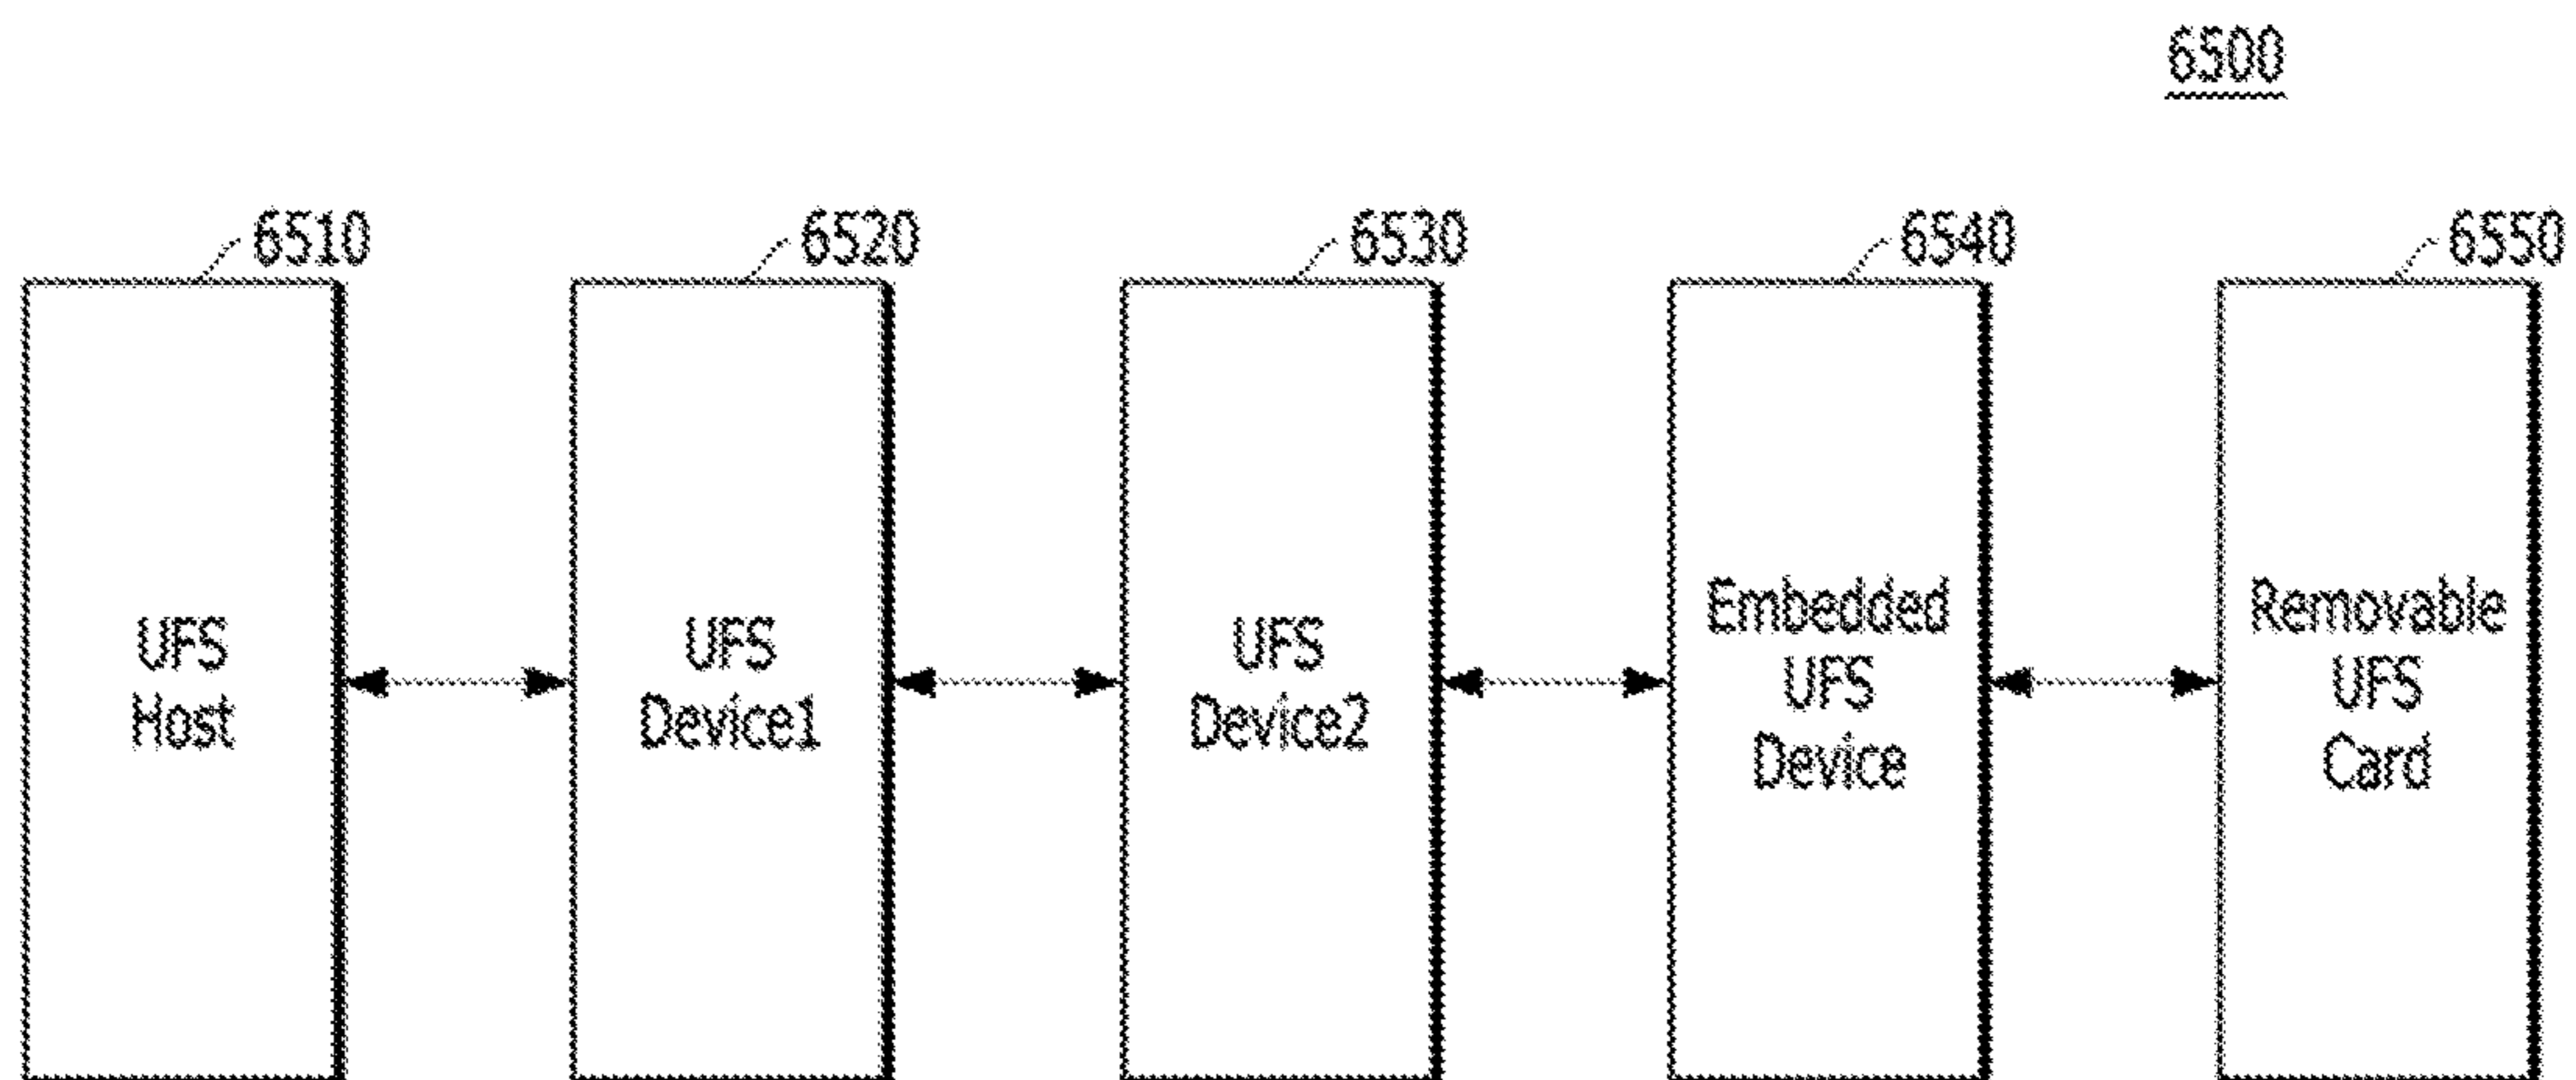 6500
6510
6520
6530
6540
6550
UFS
Host
UFS
Device1
UFS
Device2
Embedded
UFS
Device
Removable
UFS
Card